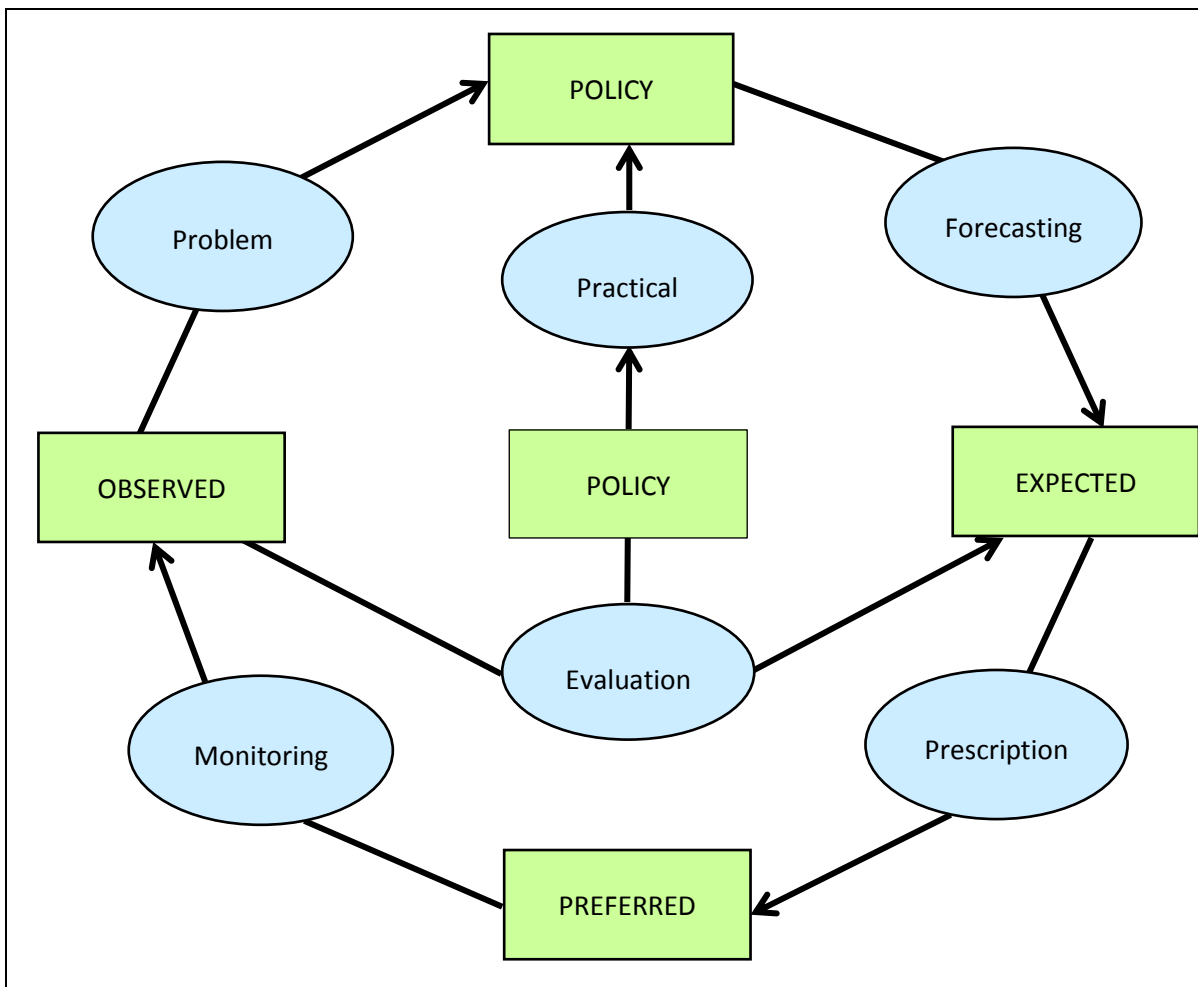 POLICY
Problem
Forecasting
Practical
OBSERVED
POLICY
EXPECTED
Evaluation
Monitoring
Prescription
PREFERRED